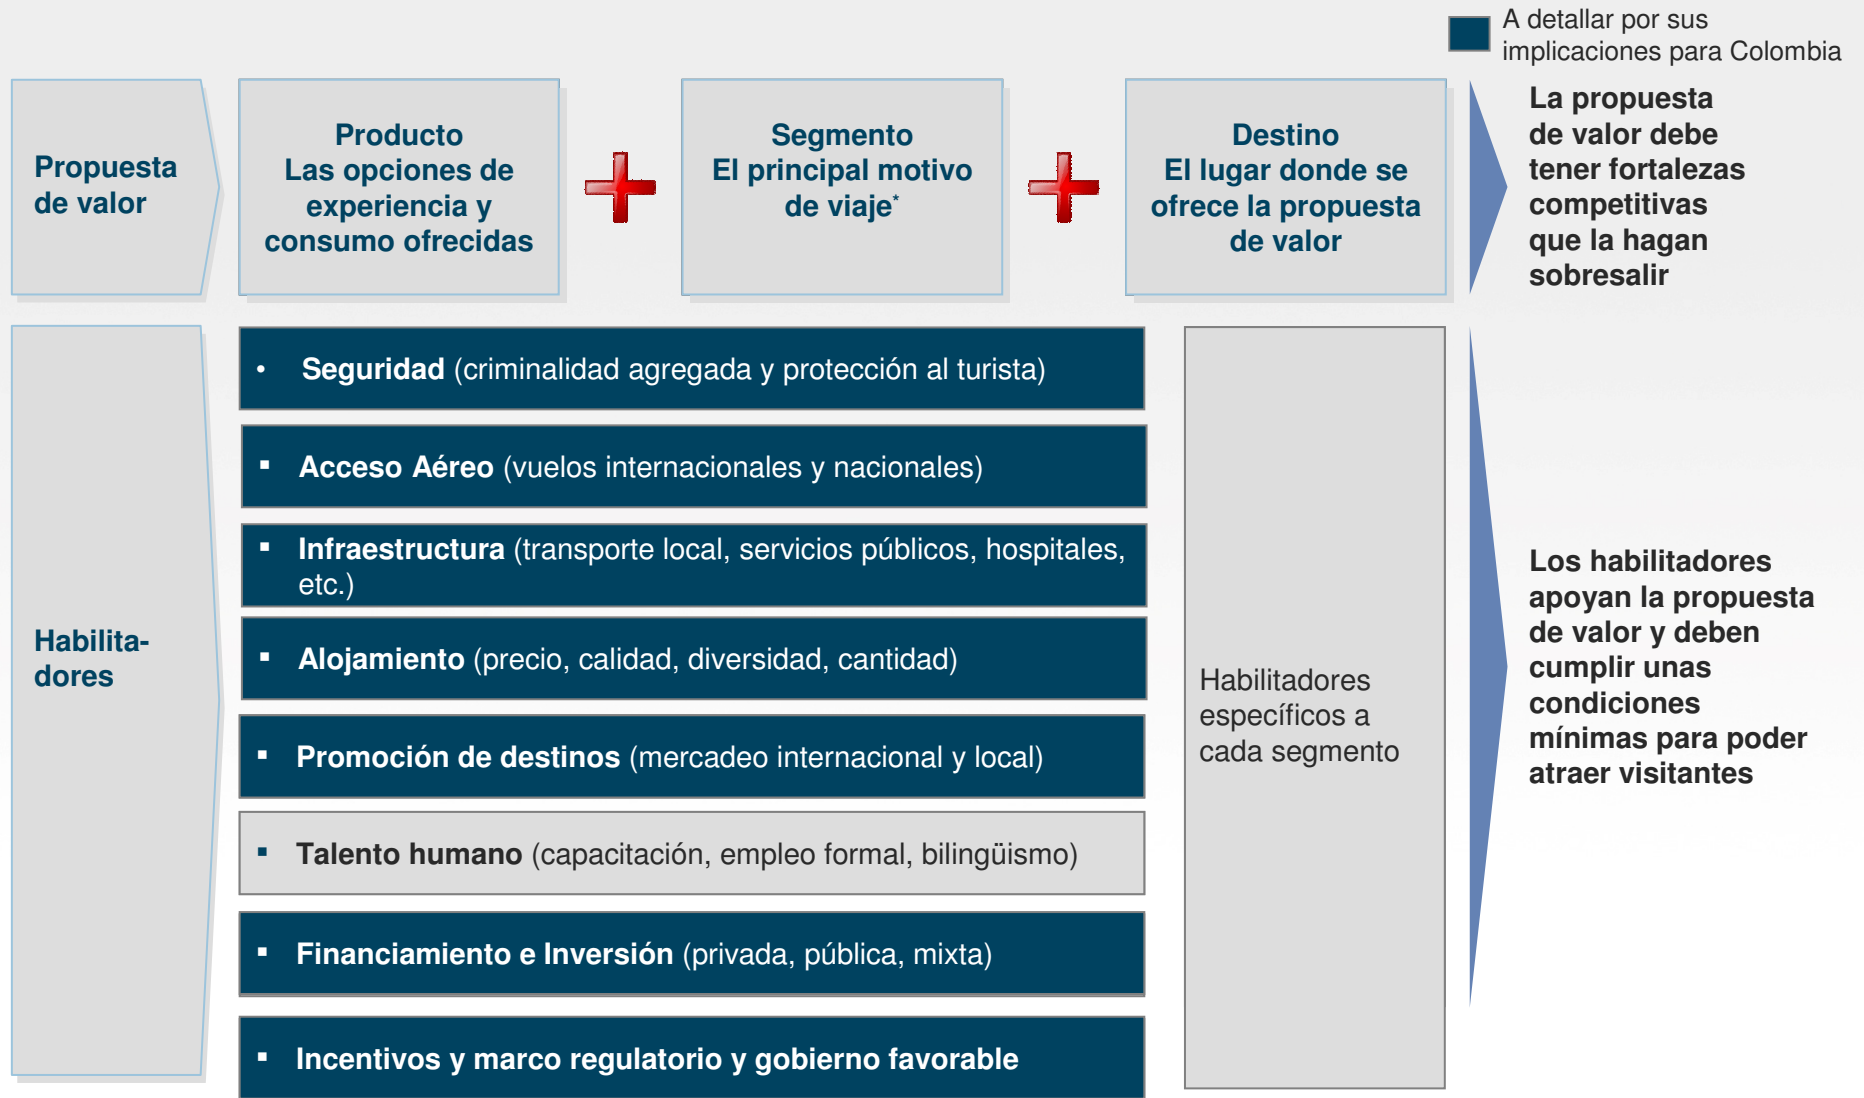 A detallar por sus
implicaciones para Colombia
Propuesta
de valor
Producto
Las opciones de
experiencia y
consumo ofrecidas
Segmento
El principal motivo
de viaje*
Destino
El lugar donde se
ofrece la propuesta
de valor
La propuesta
de valor debe
tener fortalezas
competitivas
que la hagan
sobresalir
Habilita-
dores
• Seguridad (criminalidad agregada y protección al turista)
▪ Acceso Aéreo (vuelos internacionales y nacionales)
▪ Infraestructura (transporte local, servicios públicos, hospitales,
etc.)
▪ Alojamiento (precio, calidad, diversidad, cantidad)
▪ Promoción de destinos (mercadeo internacional y local)
▪ Talento humano (capacitación, empleo formal, bilingüismo)
▪ Financiamiento e Inversión (privada, pública, mixta)
▪ Incentivos y marco regulatorio y gobierno favorable
Habilitadores
específicos a
cada segmento
Los habilitadores
apoyan la propuesta
de valor y deben
cumplir unas
condiciones
mínimas para poder
atraer visitantes